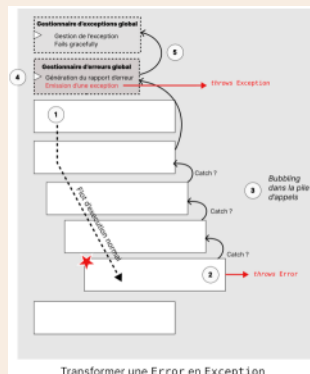 Gestionnaire d'exceptions global
Gestion de l'exception
Fails gracefully
5
Gestionnaire d'erreurs global
4
Génération du rapport d'erreur
Emission d'une exception
throws Exception
1
Catch ?
3
Bubbling
dans la pile
d'appels
Catch ?
Flot d'exécution normal
Catch ?
2
throws Error
Transformer une Error en Exception